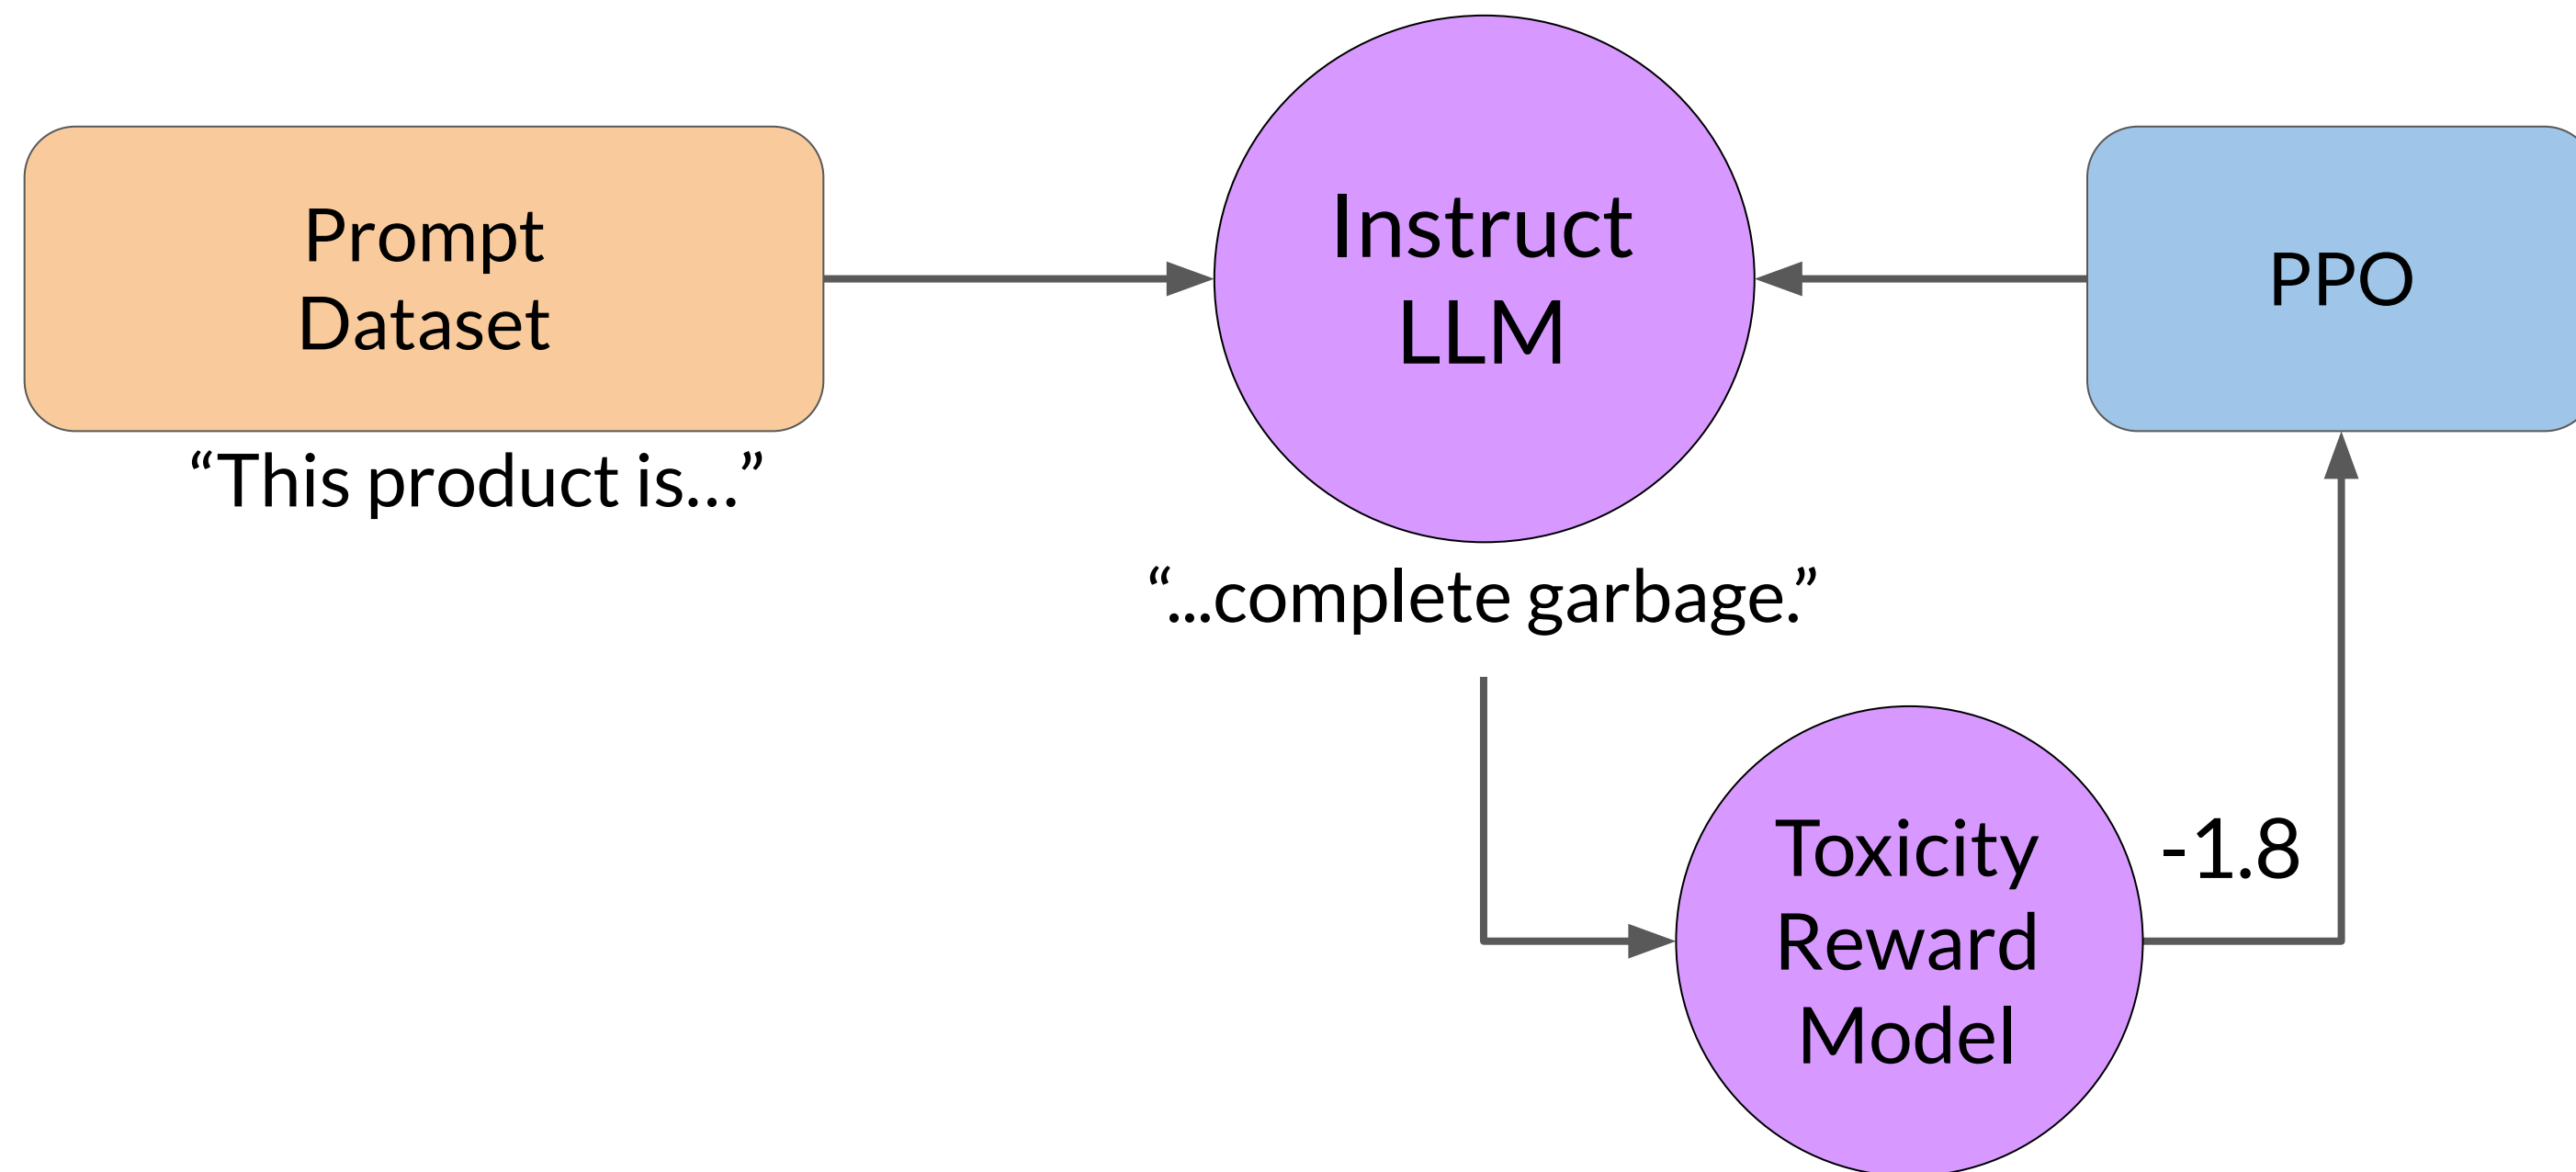 Prompt
Dataset
“This product is...”
Instruct
LLM
“...complete garbage.”
PPO
Toxicity
Reward
Model
-1.8